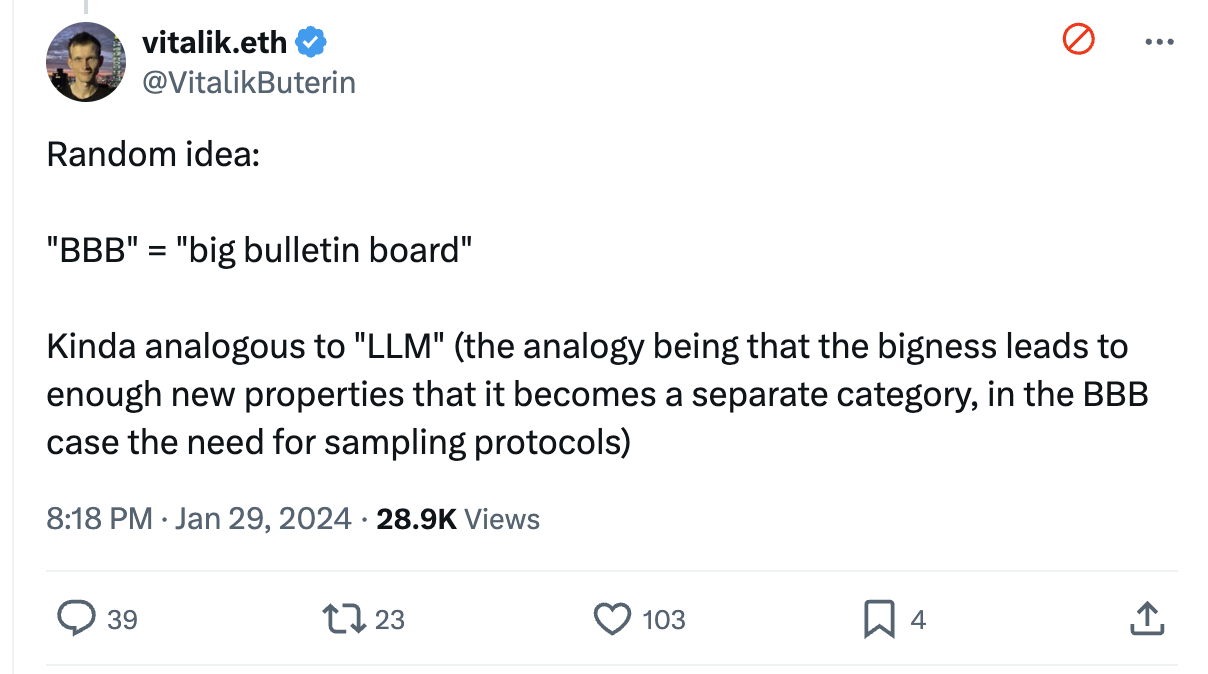 vitalik.eth
@VitalikButerin
Random idea:
"BBB" = "big bulletin board"
Kinda analogous to "LLM" (the analogy being that the bigness leads to
enough new properties that it becomes a separate category, in the BBB
case the need for sampling protocols)
8:18 PM · Jan 29, 2024 · 28.9K Views
39 23 103 4